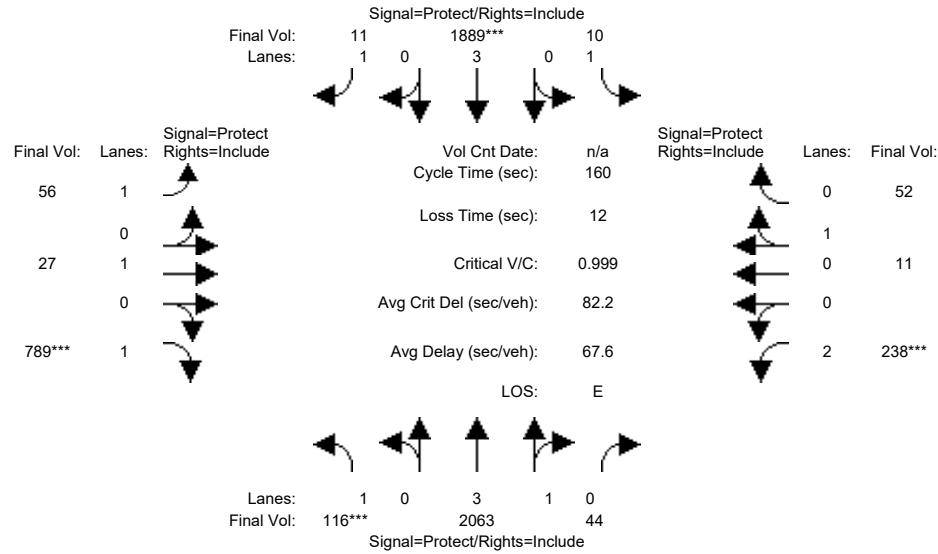 Signal=Protect/Rights=Include
Final Vol: 11 1889*** 10
Lanes: 1 0 3 0 1
Signal=Protect
Final Vol: Lanes: Rights=Include
Vol Cnt Date: n/a
Signal=Protect
Rights=Include Lanes: Final Vol:
Cycle Time (sec): 160
56 1
0 52
Loss Time (sec): 12
0
1
27 1
Critical V/C: 0.999
0 11
0
Avg Crit Del (sec/veh): 82.2
0
789*** 1
Avg Delay (sec/veh): 67.6
2 238***
LOS: E
Lanes: 1 0 3 1 0
Final Vol: 116*** 2063 44
Signal=Protect/Rights=Include